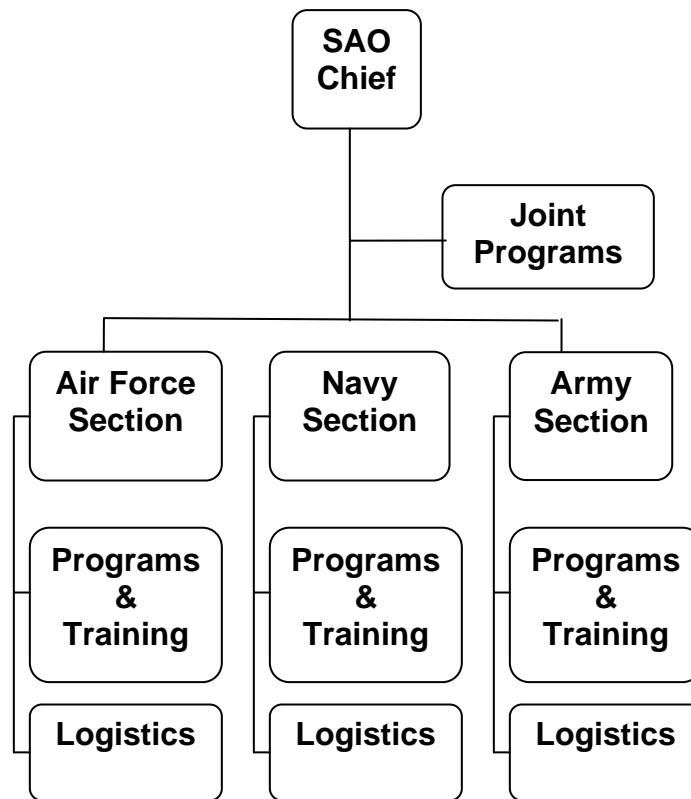 SAO
Chief
Joint
Programs
Air Force
Section
Navy
Section
Army
Section
Programs
&
Training
Programs
&
Training
Programs
&
Training
Logistics
Logistics
Logistics